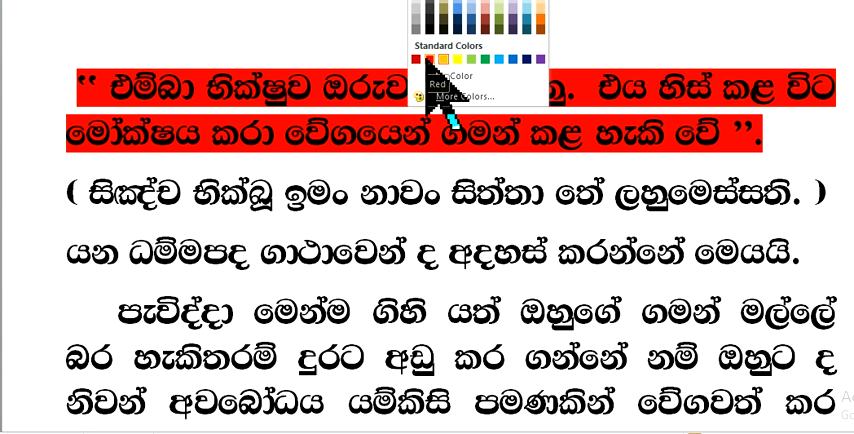 Standard Colors
Color
Red
More Colors...
“ එම්බා භික්ෂුව ඔරුව නු. එය හිස් කළ විට
මෝක්ෂය කරා වේගයෙන් ගමන් කළ හැකි වේ ”.
( සිඤ්ච භික්ඛූ ඉමං නාවං සිත්තා තේ ලහුමෙස්සති. )
යන ධම්මපද ගාථාවෙන් ද අදහස් කරන්නේ මෙයයි.
පැවිද්දා මෙන්ම ගිහි යත් ඔහුගේ ගමන් මල්ලේ
බර හැකිතරම් දුරට අඩු කර ගන්නේ නම් ඔහුට ද
නිවන් අවබෝධය යම්කිසි පමණකින් වේගවත් කර